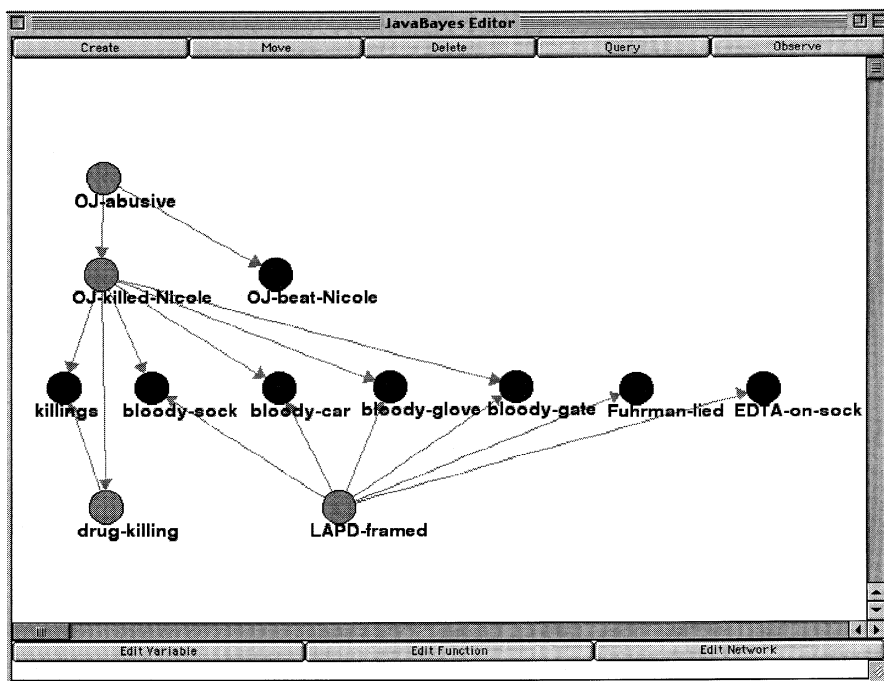 JavaBayes Editor
Create Move Delete Query Observe
OJ-abusive
OJ-killed-Nicole OJ-beat-Nicole
killings bloody-sock bloody-car bloody-glove bloody-gate Fuhrman-lied EDTA-on-sock
drug-killing LAPD-framed
Edit Variable Edit Function Edit Network